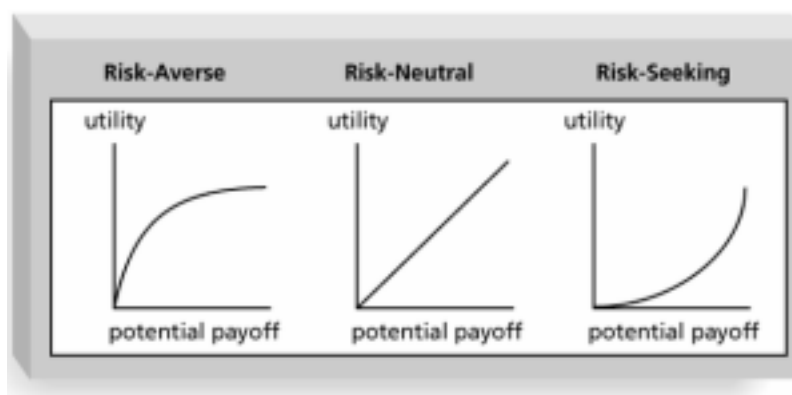 Risk-Averse Risk-Neutral Risk-Seeking
utility utility utility
potential payoff potential payoff potential payoff